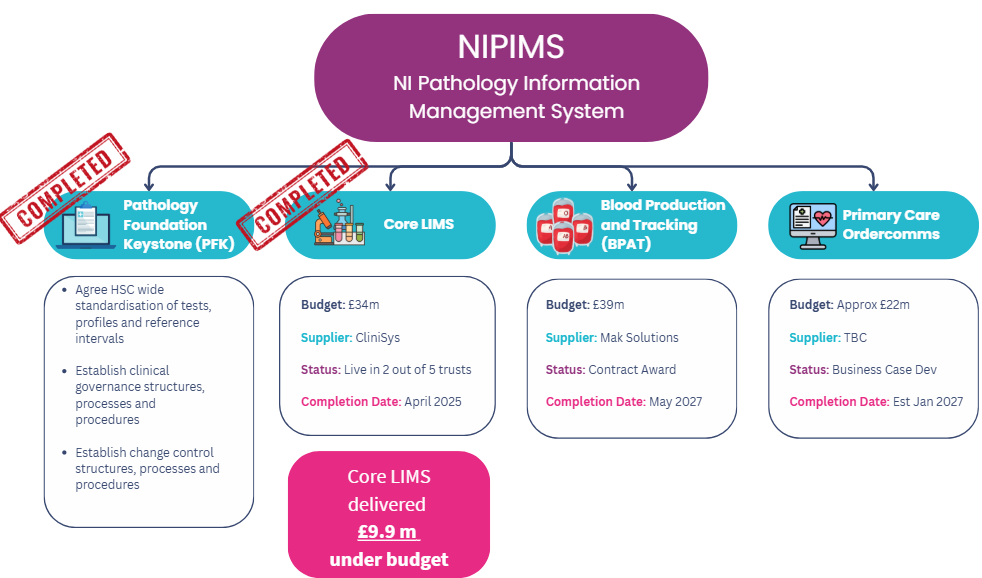 NIPIMS
NI Pathology Information
Management System
COMPLETED
Pathology
Foundation
Keystone (PFK)
Agree HSC wide
standardisation of tests,
profiles and reference
intervals
Establish clinical
governance structures,
processes and
procedures
Establish change control
structures, processes and
procedures
COMPLETED
Core LIMS
Budget: £34m
Supplier: CliniSys
Status: Live in 2 out of 5 trusts
Completion Date: April 2025
Core LIMS
delivered
£9.9 m
under budget
Blood Production
and Tracking
(BPAT)
Budget: £39m
Supplier: Mak Solutions
Status: Contract Award
Completion Date: May 2027
Primary Care
Ordercomms
Budget: Approx £22m
Supplier: TBC
Status: Business Case Dev
Completion Date: Est Jan 2027